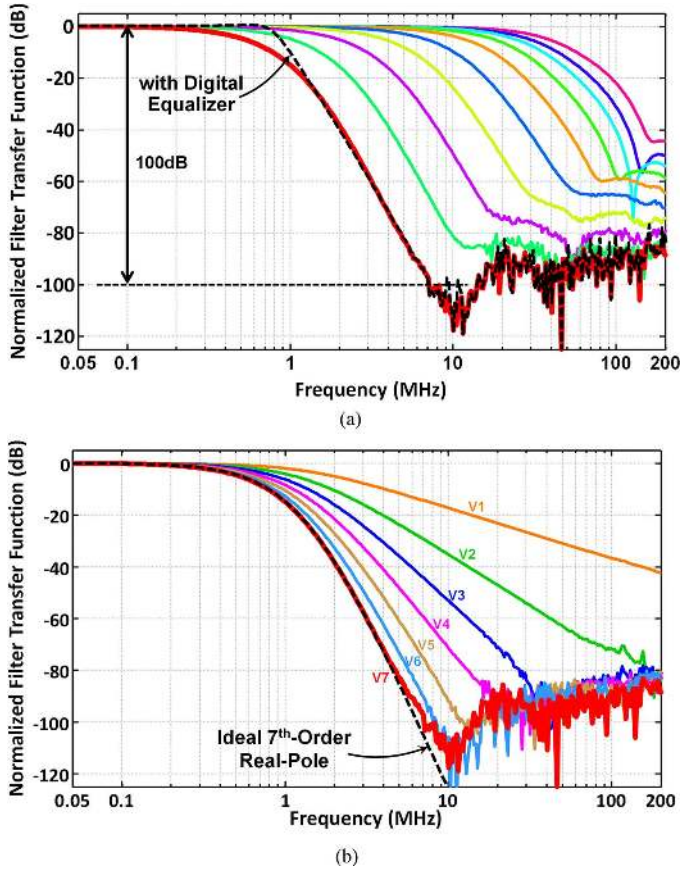 Normalized Filter Transfer Function (dB)
0
-20
-40
-60
-80
-100
-120
with Digital
Equalizer
100dB
0.05 0.1 1 10 100 200
Frequency (MHz)
(a)
Normalized Filter Transfer Function (dB)
0
-20
-40
-60
-80
-100
-120
V1
V2
V3
V4
V5
V6
V7
Ideal 7th-Order
Real-Pole
0.05 0.1 1 10 100 200
Frequency (MHz)
(b)